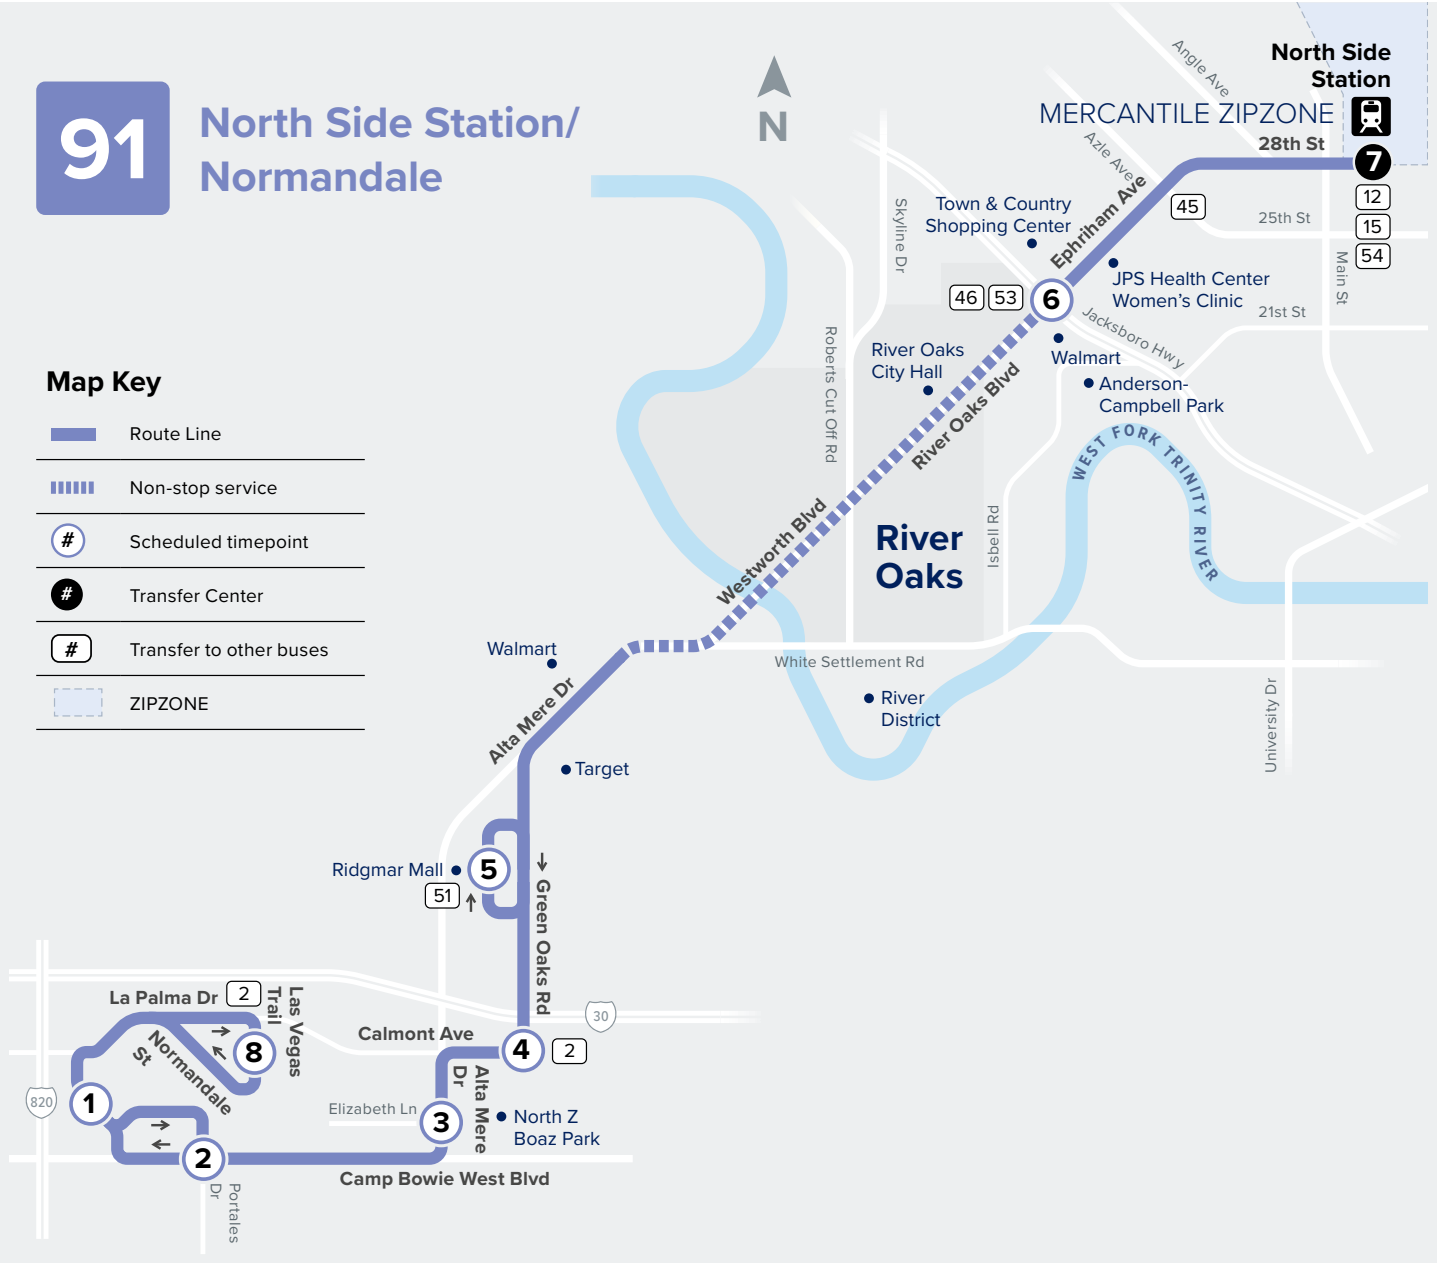 91
North Side Station/
Normandale
N
North Side
Station
MERCANTILE ZIPZONE
28th St
7
12
15
54
Angle Ave
Azle Ave
45
25th St
Main St
21st St
Town & Country
Shopping Center
Ephriham Ave
Skyline Dr
JPS Health Center
Women's Clinic
46
53
6
Jacksboro Hwy
Walmart
Anderson-
Campbell Park
River Oaks
City Hall
River Oaks Blvd
Roberts Cut Off Rd
WEST FORK TRINITY RIVER
Westworth Blvd
River
Oaks
Isbell Rd
White Settlement Rd
River
District
University Dr
Map Key
Route Line
Non-stop service
# Scheduled timepoint
# Transfer Center
# Transfer to other buses
ZIPZONE
Walmart
Alta Mere Dr
Target
Ridgmar Mall
5
51
Green Oaks Rd
30
La Palma Dr
2
Las Vegas
Trail
Calmont Ave
4
2
8
Normandale
St
820
1
Alta Mere
Dr
Elizabeth Ln
3
North Z
Boaz Park
2
Camp Bowie West Blvd
Portales
Dr